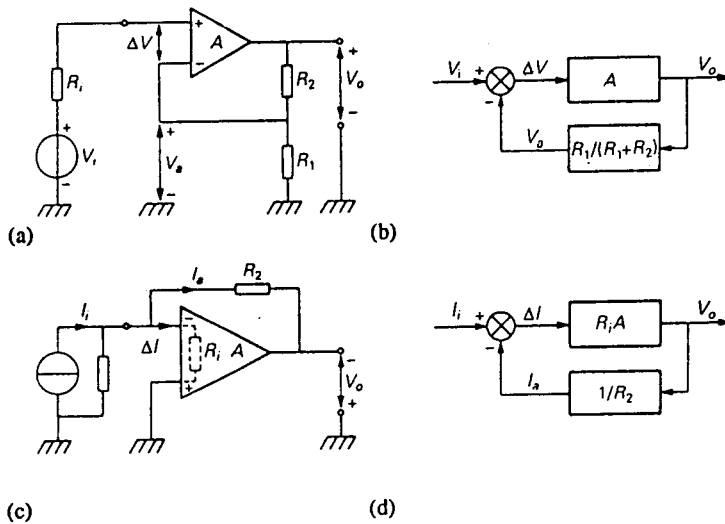 +
ΔV
A
−
R_i
R_2
+
V_o
−
+
V_i
−
+
V_a
−
R_1
(a)
V_i
+
ΔV
A
V_o
−
V_a
R_1/(R_1+R_2)
(b)
I_a
R_2
I_i
ΔI
−
R_i
A
+
−
V_o
+
(c)
I_i
+
ΔI
R_iA
V_o
−
I_a
1/R_2
(d)